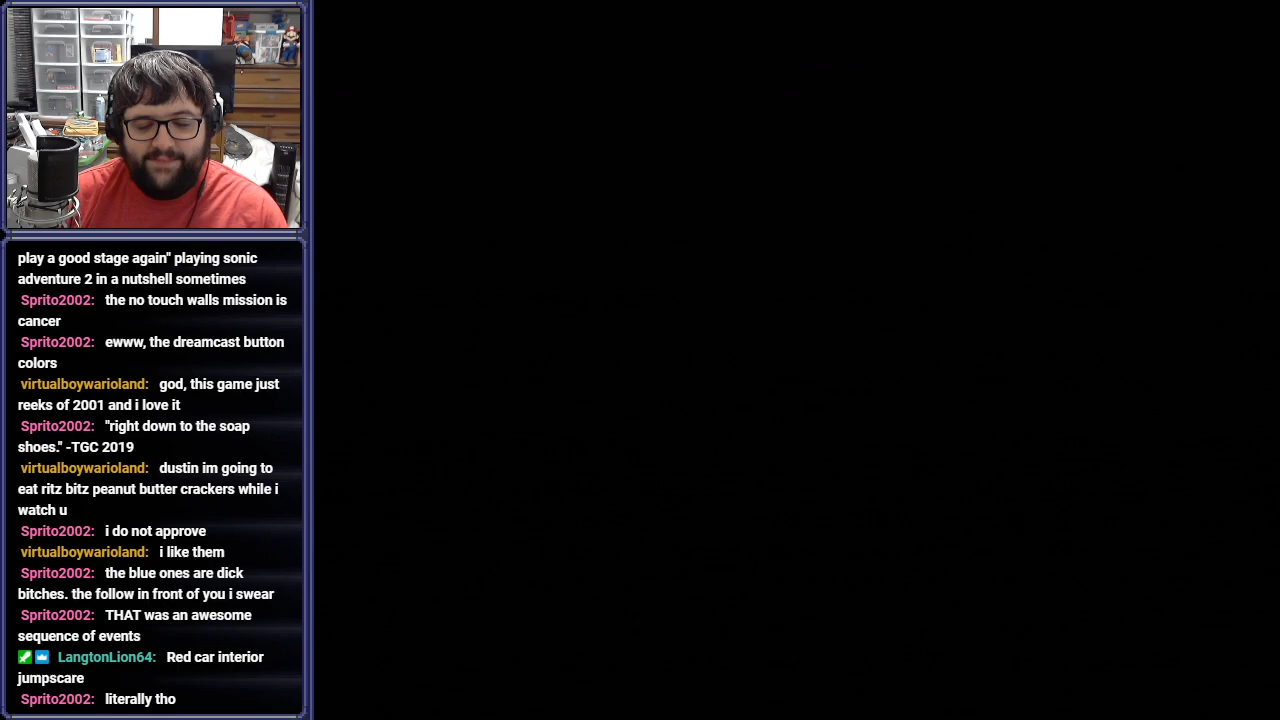 play a good stage again" playing sonic
adventure 2 in a nutshell sometimes
Sprito2002: the no touch walls mission is
cancer
Sprito2002: ewww, the dreamcast button
colors
virtualboywarioland: god, this game just
reeks of 2001 and i love it
Sprito2002: "right down to the soap
shoes." -TGC 2019
virtualboywarioland: dustin im going to
eat ritz bitz peanut butter crackers while i
watch u
Sprito2002: i do not approve
virtualboywarioland: i like them
Sprito2002: the blue ones are dick
bitches. the follow in front of you i swear
Sprito2002: THAT was an awesome
sequence of events
LangtonLion64: Red car interior
jumpscare
Sprito2002: literally tho